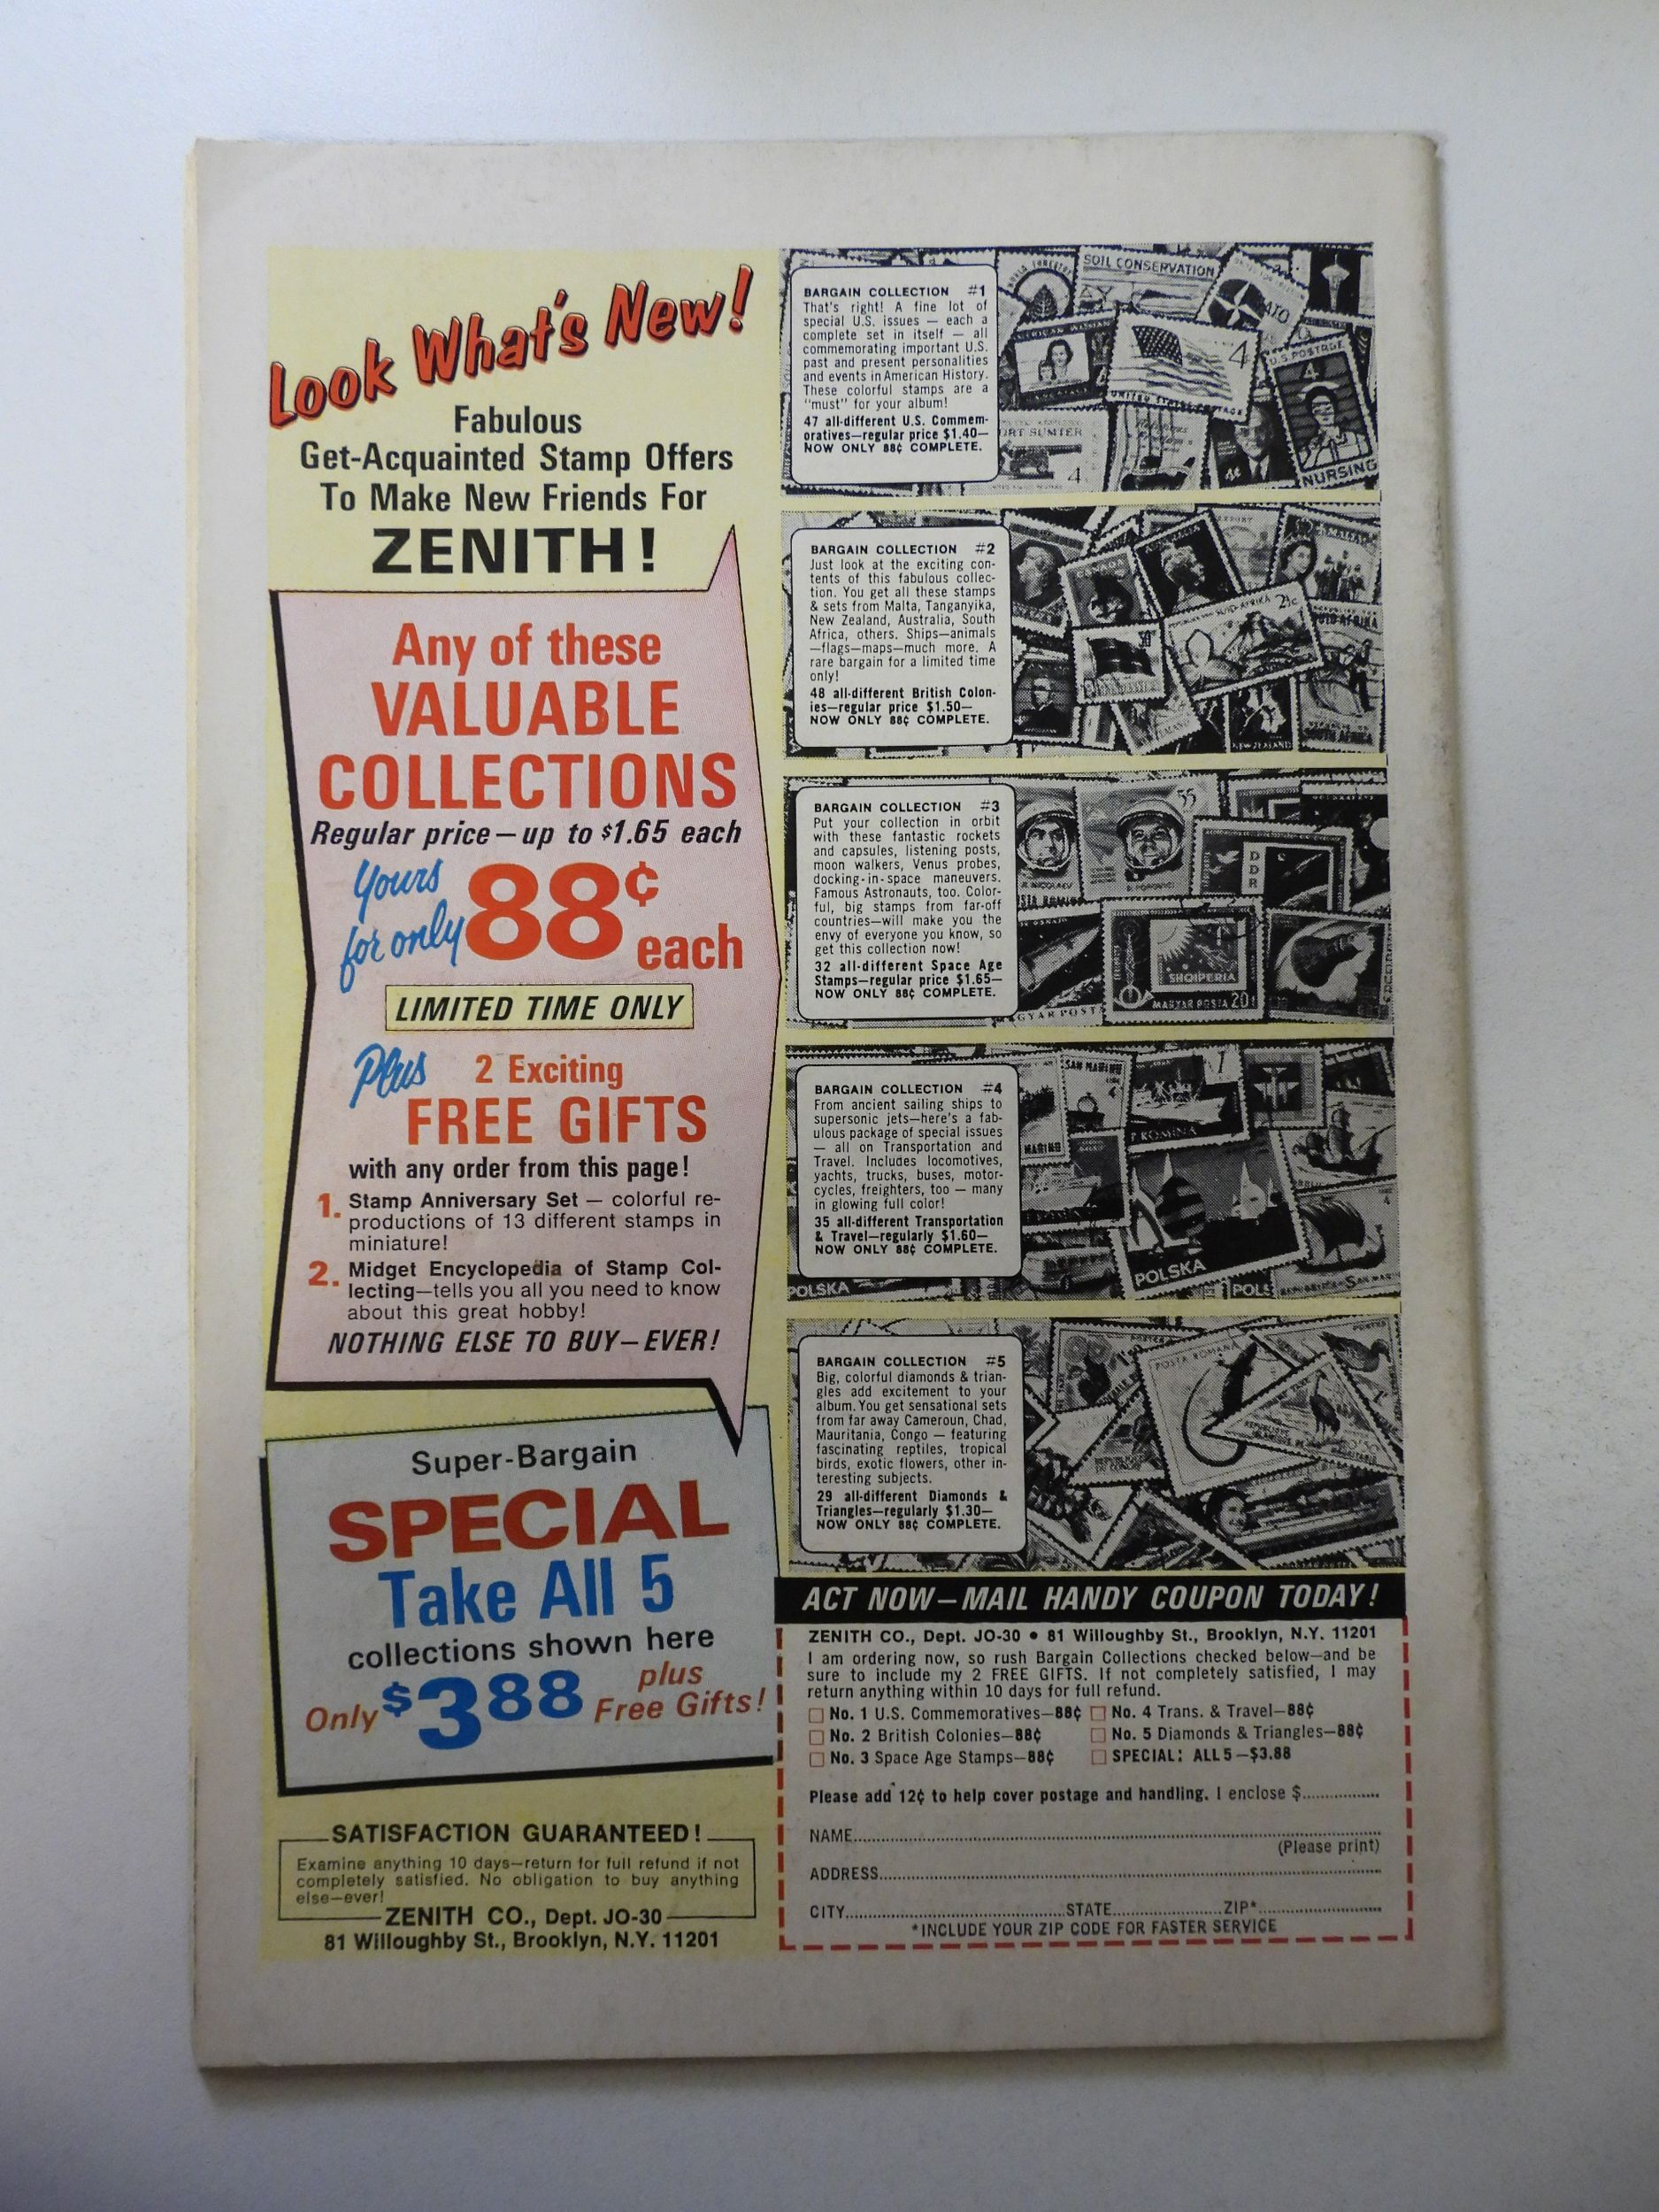 Look What's New!
Fabulous
Get-Acquainted Stamp Offers
To Make New Friends For
ZENITH!
Any of these
VALUABLE
COLLECTIONS
Regular price—up to $1.65 each
Yours
for only 88¢ each
LIMITED TIME ONLY
Plus 2 Exciting
FREE GIFTS
with any order from this page!
1. Stamp Anniversary Set — colorful re-
productions of 13 different stamps in
miniature!
2. Midget Encyclopedia of Stamp Col-
lecting—tells you all you need to know
about this great hobby!
NOTHING ELSE TO BUY—EVER!
Super-Bargain
SPECIAL
Take All 5
collections shown here
Only $3.88 plus
Free Gifts!
SATISFACTION GUARANTEED!
Examine anything 10 days—return for full refund if not
completely satisfied. No obligation to buy anything
else—ever!
ZENITH CO., Dept. JO-30
81 Willoughby St., Brooklyn, N.Y. 11201
BARGAIN COLLECTION #1
That's right! A fine lot of
special U.S. issues — each a
complete set in itself — all
commemorating important U.S.
past and present personalities
and events in American History.
These colorful stamps are a
"must" for your album!
47 all-different U.S. Commem-
oratives—regular price $1.40—
NOW ONLY 88¢ COMPLETE.
SOIL CONSERVATION
4
UNITED STATES POSTAGE
U.S. POSTAGE
4
NURSING
4
4¢
BARGAIN COLLECTION #2
Just look at the exciting con-
tents of this fabulous collec-
tion. You get all these stamps
& sets from Malta, Tanganyika,
New Zealand, Australia, South
Africa, others. Ships—animals
—flags—maps—much more. A
rare bargain for a limited time
only!
48 all-different British Colon-
ies—regular price $1.50—
NOW ONLY 88¢ COMPLETE.
CANADA
NEW ZEALAND
SOUTH AFRICA
BARGAIN COLLECTION #3
Put your collection in orbit
with these fantastic rockets
and capsules, listening posts,
moon walkers, Venus probes,
docking-in-space maneuvers.
Famous Astronauts, too. Color-
ful, big stamps from far-off
countries—will make you the
envy of everyone you know, so
get this collection now!
32 all-different Space Age
Stamps—regular price $1.65—
NOW ONLY 88¢ COMPLETE.
55
DDR
SHQIPERIA
MAGYAR POSTA 20f
BARGAIN COLLECTION #4
From ancient sailing ships to
supersonic jets—here's a fab-
ulous package of special issues
— all on Transportation and
Travel. Includes locomotives,
yachts, trucks, buses, motor-
cycles, freighters, too — many
in glowing full color!
35 all-different Transportation
& Travel—regularly $1.60—
NOW ONLY 88¢ COMPLETE.
SAN MARINO
POLSKA
POLSKA
BARGAIN COLLECTION #5
Big, colorful diamonds & trian-
gles add excitement to your
album. You get sensational sets
from far away Cameroun, Chad,
Mauritania, Congo — featuring
fascinating reptiles, tropical
birds, exotic flowers, other in-
teresting subjects.
29 all-different Diamonds &
Triangles—regularly $1.30—
NOW ONLY 88¢ COMPLETE.
POSTA ROMANA
ACT NOW—MAIL HANDY COUPON TODAY!
ZENITH CO., Dept. JO-30 • 81 Willoughby St., Brooklyn, N.Y. 11201
I am ordering now, so rush Bargain Collections checked below—and be
sure to include my 2 FREE GIFTS. If not completely satisfied, I may
return anything within 10 days for full refund.
No. 1 U.S. Commemoratives—88¢ No. 4 Trans. & Travel—88¢
No. 2 British Colonies—88¢ No. 5 Diamonds & Triangles—88¢
No. 3 Space Age Stamps—88¢ SPECIAL: ALL 5—$3.88
Please add 12¢ to help cover postage and handling. I enclose $
NAME
(Please print)
ADDRESS
CITY STATE ZIP*
*INCLUDE YOUR ZIP CODE FOR FASTER SERVICE